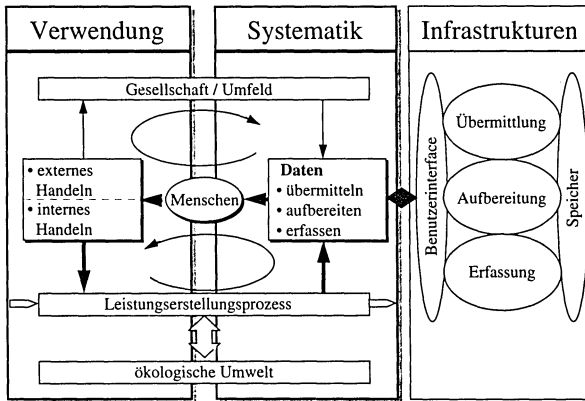 Verwendung
Systematik
Infrastrukturen
Gesellschaft / Umfeld
• externes
Handeln
• internes
Handeln
Menschen
Daten
• übermitteln
• aufbereiten
• erfassen
Leistungserstellungsprozess
ökologische Umwelt
Benutzerinterface
Übermittlung
Aufbereitung
Erfassung
Speicher